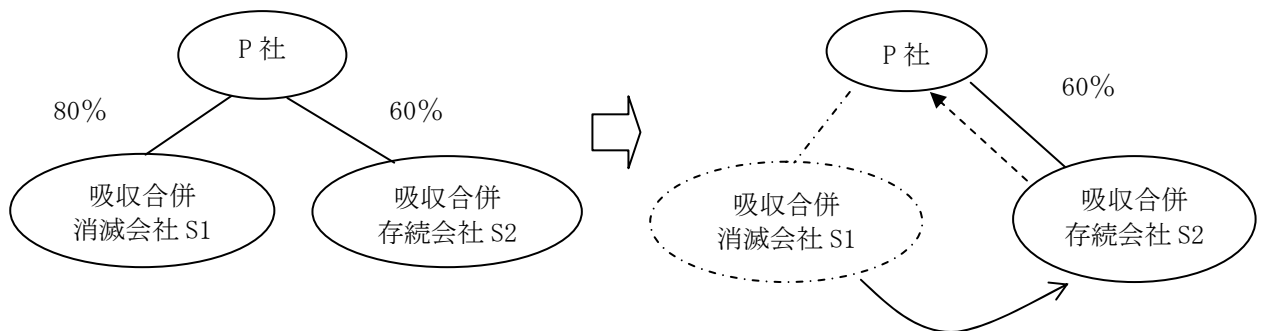 P 社
80%
60%
吸収合併
消滅会社 S1
吸収合併
存続会社 S2
P 社
60%
吸収合併
消滅会社 S1
吸収合併
存続会社 S2